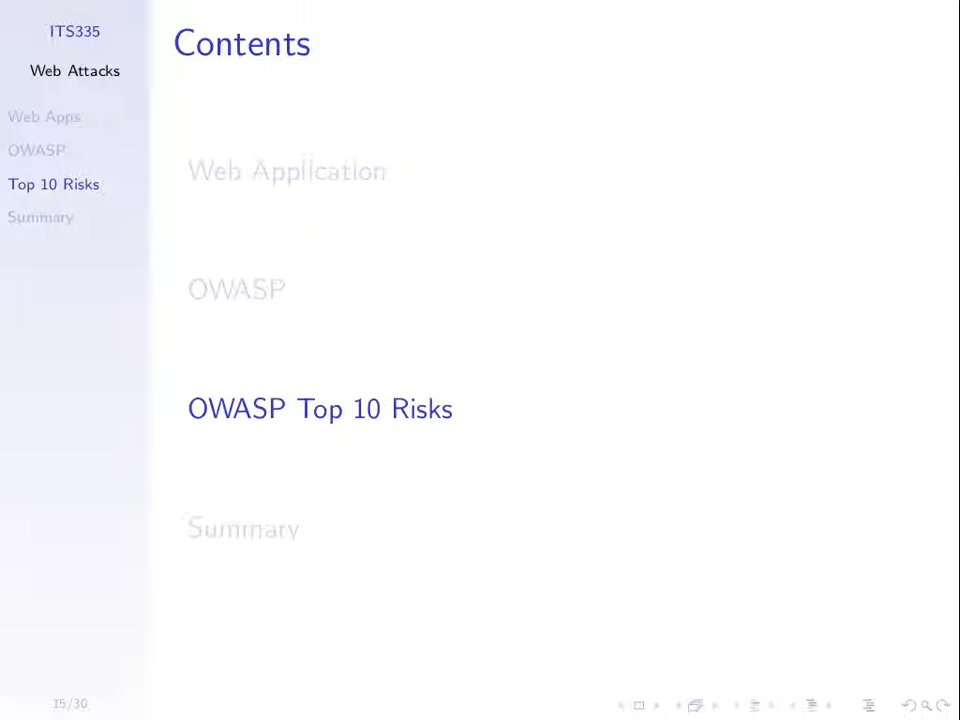 ITS335
Web Attacks
Web Apps
OWASP
Top 10 Risks
Summary
Contents
Web Application
OWASP
OWASP Top 10 Risks
Summary
15/30